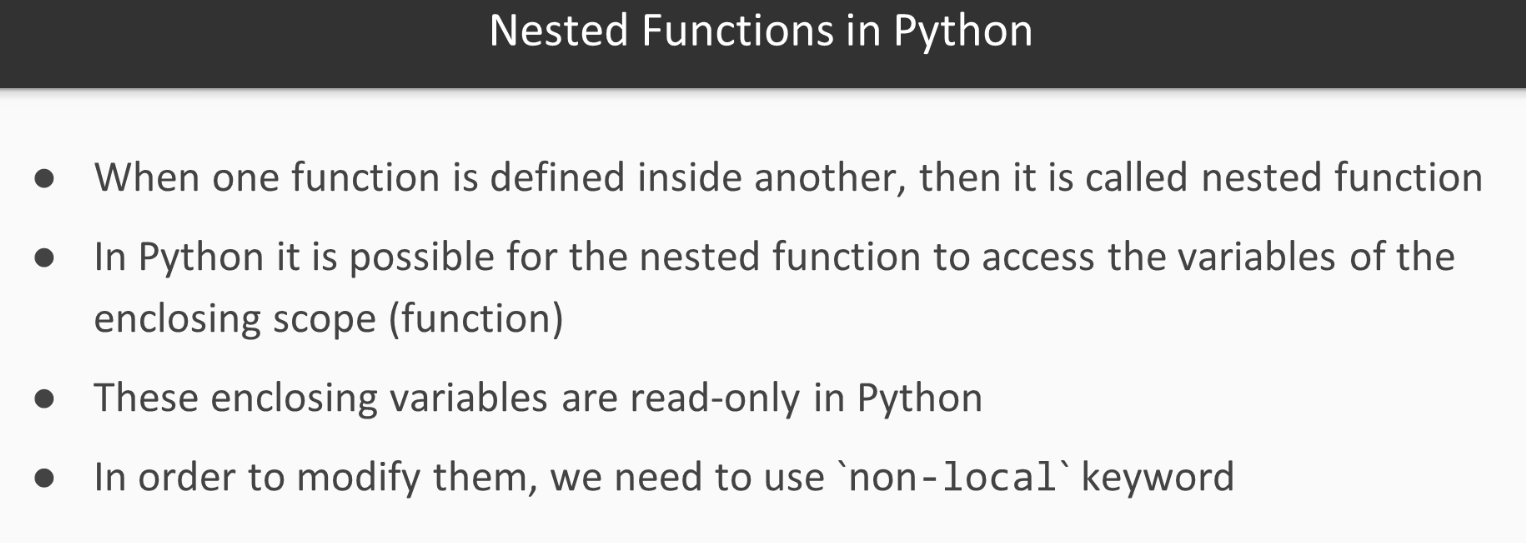 Nested Functions in Python
● When one function is defined inside another, then it is called nested function
● In Python it is possible for the nested function to access the variables of the
enclosing scope (function)
● These enclosing variables are read-only in Python
● In order to modify them, we need to use `non-local` keyword